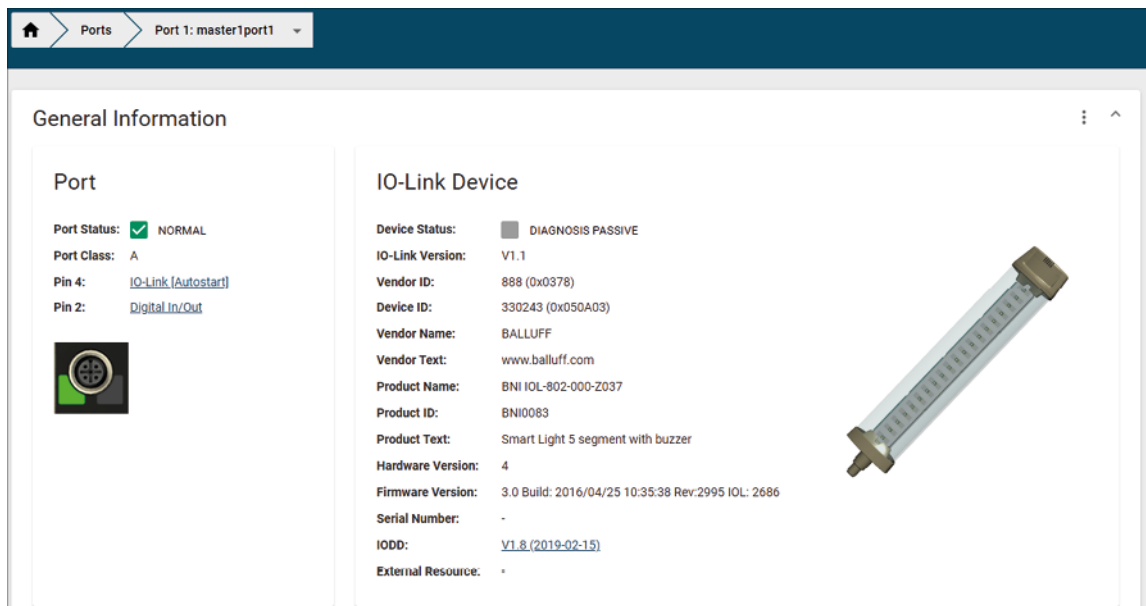 Ports
Port 1: master1port1
General Information
Port
Port Status: NORMAL
Port Class: A
Pin 4: IO-Link [Autostart]
Pin 2: Digital In/Out
IO-Link Device
Device Status: DIAGNOSIS PASSIVE
IO-Link Version: V1.1
Vendor ID: 888 (0x0378)
Device ID: 330243 (0x050A03)
Vendor Name: BALLUFF
Vendor Text: www.balluff.com
Product Name: BNI IOL-802-000-Z037
Product ID: BNI0083
Product Text: Smart Light 5 segment with buzzer
Hardware Version: 4
Firmware Version: 3.0 Build: 2016/04/25 10:35:38 Rev:2995 IOL: 2686
Serial Number: -
IODD: V1.8 (2019-02-15)
External Resource: -